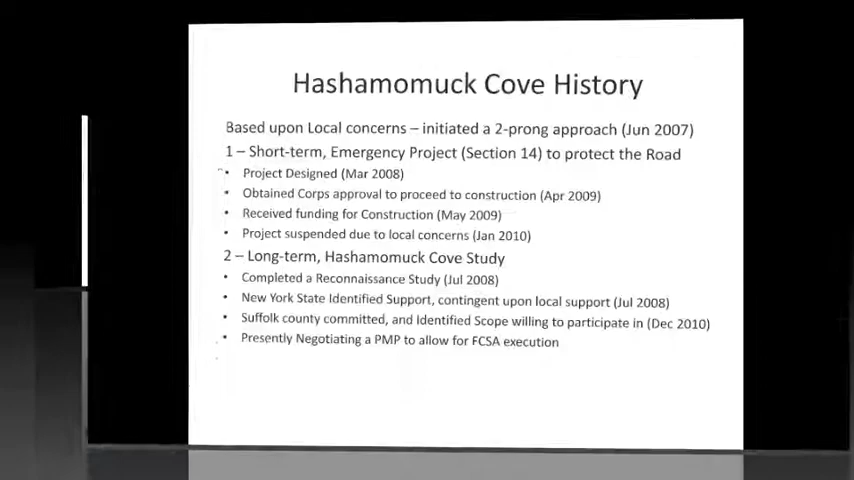 Hashamomuck Cove History
Based upon Local concerns – initiated a 2-prong approach (Jun 2007)
1 – Short-term, Emergency Project (Section 14) to protect the Road
• Project Designed (Mar 2008)
• Obtained Corps approval to proceed to construction (Apr 2009)
• Received funding for Construction (May 2009)
• Project suspended due to local concerns (Jan 2010)
2 – Long-term, Hashamomuck Cove Study
• Completed a Reconnaissance Study (Jul 2008)
• New York State Identified Support, contingent upon local support (Jul 2008)
• Suffolk county committed, and Identified Scope willing to participate in (Dec 2010)
• Presently Negotiating a PMP to allow for FCSA execution